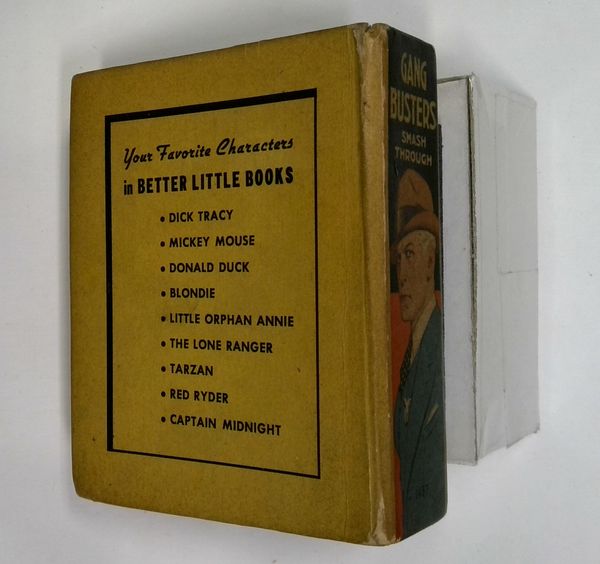 Your Favorite Characters
in BETTER LITTLE BOOKS
• DICK TRACY
• MICKEY MOUSE
• DONALD DUCK
• BLONDIE
• LITTLE ORPHAN ANNIE
• THE LONE RANGER
• TARZAN
• RED RYDER
• CAPTAIN MIDNIGHT
GANG
BUSTERS
SMASH
THROUGH